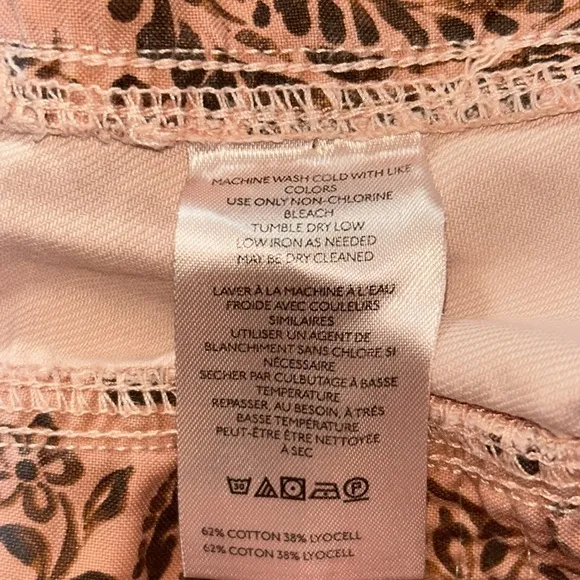 MACHINE WASH COLD WITH LIKE
COLORS
USE ONLY NON-CHLORINE
BLEACH
TUMBLE DRY LOW
LOW IRON AS NEEDED
MAY BE DRY CLEANED
LAVER À LA MACHINE À L'EAU
FROIDE AVEC COULEURS
SIMILAIRES
UTILISER UN AGENT DE
BLANCHIMENT SANS CHLORE SI
NÉCESSAIRE
SECHER PAR CULBUTAGE À BASSE
TEMPÉRATURE
REPASSER, AU BESOIN, À TRÈS
BASSE TEMPÉRATURE
PEUT-ÊTRE ÊTRE NETTOYÉE
À SEC
30 P
62% COTTON 38% LYOCELL
62% COTTON 38% LYOCELL